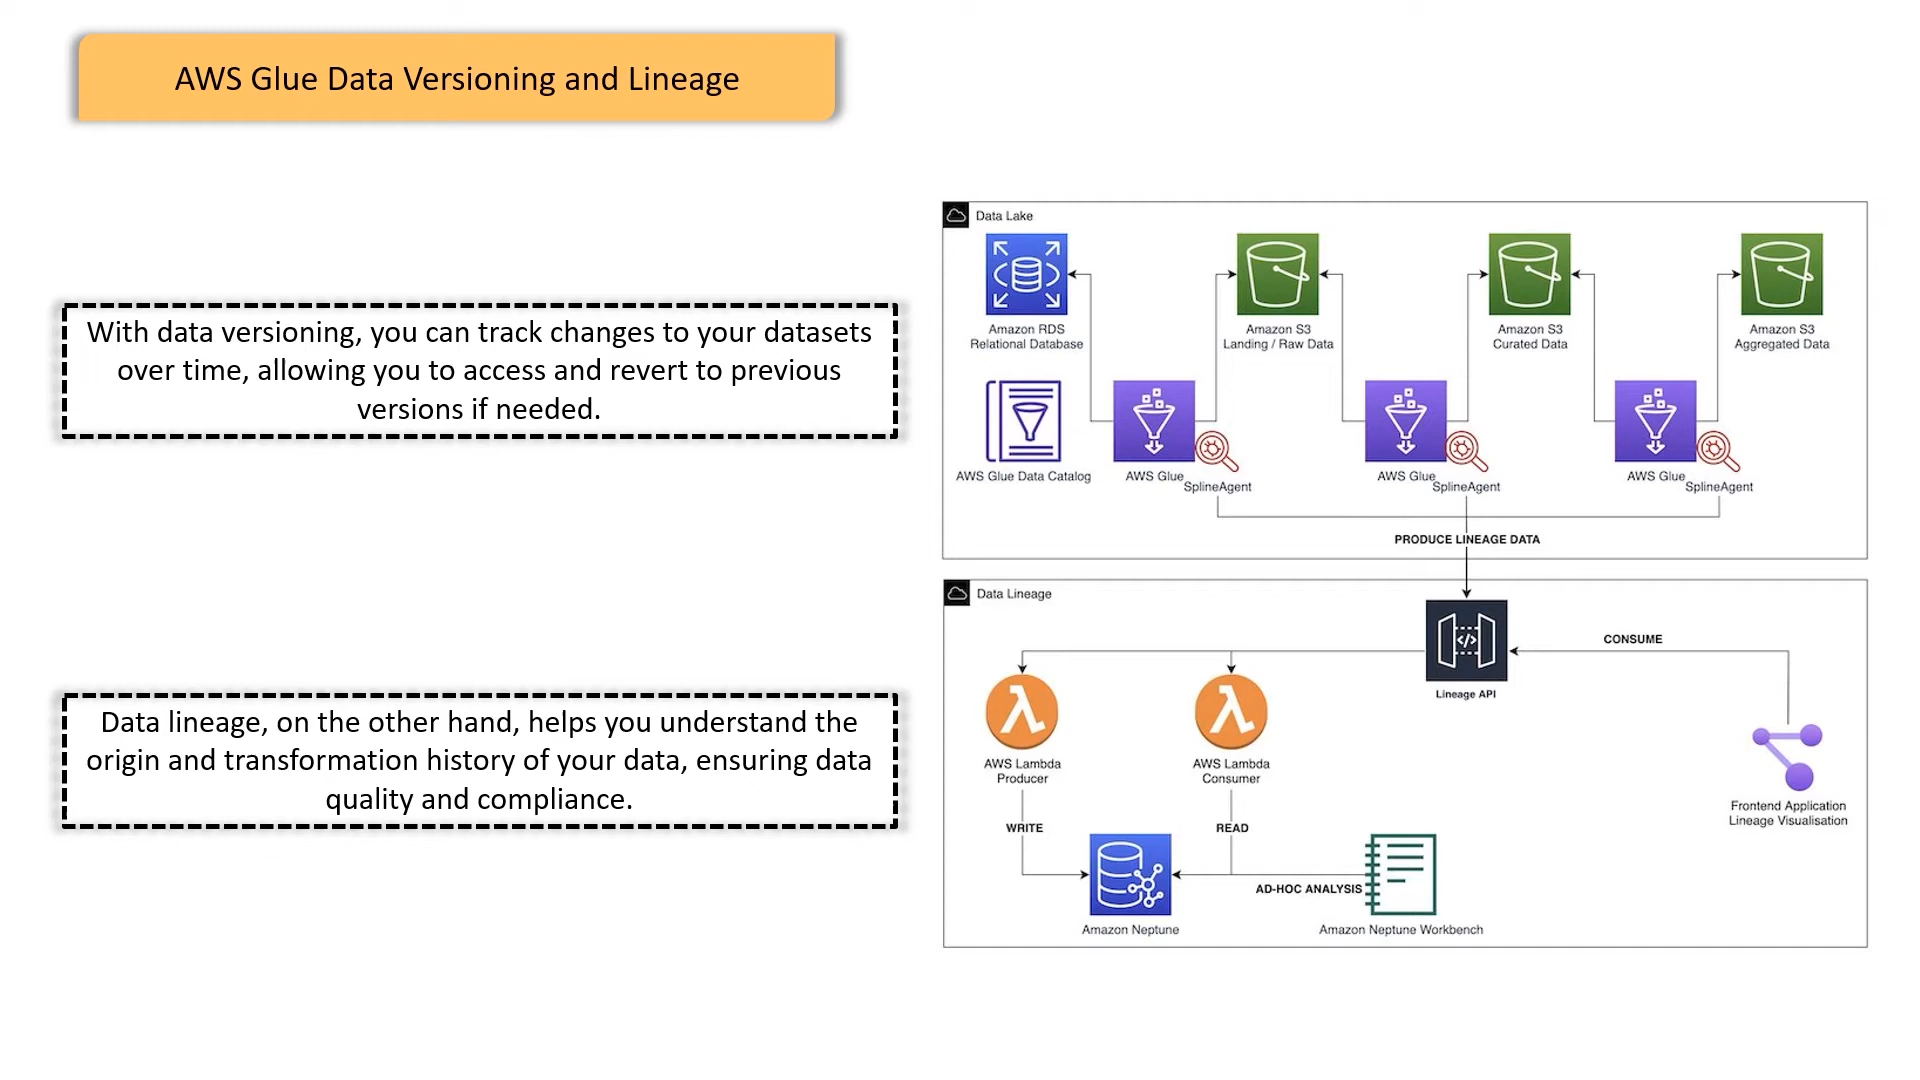 AWS Glue Data Versioning and Lineage
With data versioning, you can track changes to your datasets
over time, allowing you to access and revert to previous
versions if needed.
Data lineage, on the other hand, helps you understand the
origin and transformation history of your data, ensuring data
quality and compliance.
Data Lake
Amazon RDS
Relational Database
Amazon S3
Landing / Raw Data
Amazon S3
Curated Data
Amazon S3
Aggregated Data
AWS Glue Data Catalog
AWS Glue
SplineAgent
AWS Glue
SplineAgent
AWS Glue
SplineAgent
PRODUCE LINEAGE DATA
Data Lineage
Lineage API
CONSUME
AWS Lambda
Producer
AWS Lambda
Consumer
Frontend Application
Lineage Visualisation
WRITE
READ
AD-HOC ANALYSIS
Amazon Neptune
Amazon Neptune Workbench